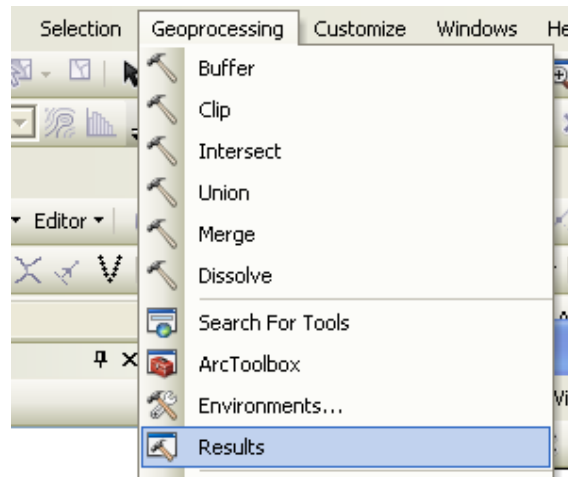 Selection Geoprocessing Customize Windows
Buffer
Clip
Intersect
Union
Editor
Merge
Dissolve
Search For Tools
ArcToolbox
Environments...
Results